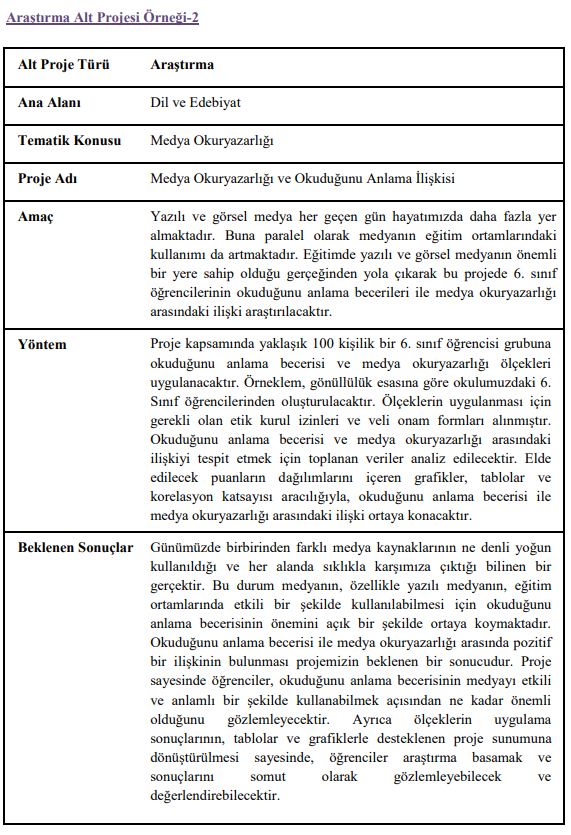 Araştırma Alt Projesi Örneği-2
Alt Proje Türü Araştırma
Ana Alanı Dil ve Edebiyat
Tematik Konusu Medya Okuryazarlığı
Proje Adı Medya Okuryazarlığı ve Okuduğunu Anlama İlişkisi
Amaç Yazılı ve görsel medya her geçen gün hayatımızda daha fazla yer
almaktadır. Buna paralel olarak medyanın eğitim ortamlarındaki
kullanımı da artmaktadır. Eğitimde yazılı ve görsel medyanın önemli
bir yere sahip olduğu gerçeğinden yola çıkarak bu projede 6. sınıf
öğrencilerinin okuduğunu anlama becerileri ile medya okuryazarlığı
arasındaki ilişki araştırılacaktır.
Yöntem Proje kapsamında yaklaşık 100 kişilik bir 6. sınıf öğrencisi grubuna
okuduğunu anlama becerisi ve medya okuryazarlığı ölçekleri
uygulanacaktır. Örneklem, gönüllülük esasına göre okulumuzdaki 6.
Sınıf öğrencilerinden oluşturulacaktır. Ölçeklerin uygulanması için
gerekli olan etik kurul izinleri ve veli onam formları alınmıştır.
Okuduğunu anlama becerisi ve medya okuryazarlığı arasındaki
ilişkiyi tespit etmek için toplanan veriler analiz edilecektir. Elde
edilecek puanların dağılımlarını içeren grafikler, tablolar ve
korelasyon katsayısı aracılığıyla, okuduğunu anlama becerisi ile
medya okuryazarlığı arasındaki ilişki ortaya konacaktır.
Beklenen Sonuçlar Günümüzde birbirinden farklı medya kaynaklarının ne denli yoğun
kullanıldığı ve her alanda sıklıkla karşımıza çıktığı bilinen bir
gerçektir. Bu durum medyanın, özellikle yazılı medyanın, eğitim
ortamlarında etkili bir şekilde kullanılabilmesi için okuduğunu
anlama becerisinin önemini açık bir şekilde ortaya koymaktadır.
Okuduğunu anlama becerisi ile medya okuryazarlığı arasında pozitif
bir ilişkinin bulunması projemizin beklenen bir sonucudur. Proje
sayesinde öğrenciler, okuduğunu anlama becerisinin medyayı etkili
ve anlamlı bir şekilde kullanabilmek açısından ne kadar önemli
olduğunu gözlemleyecektir. Ayrıca ölçeklerin uygulama
sonuçlarının, tablolar ve grafiklerle desteklenen proje sunumuna
dönüştürülmesi sayesinde, öğrenciler araştırma basamak ve
sonuçlarını somut olarak gözlemleyebilecek ve
değerlendirebilecektir.